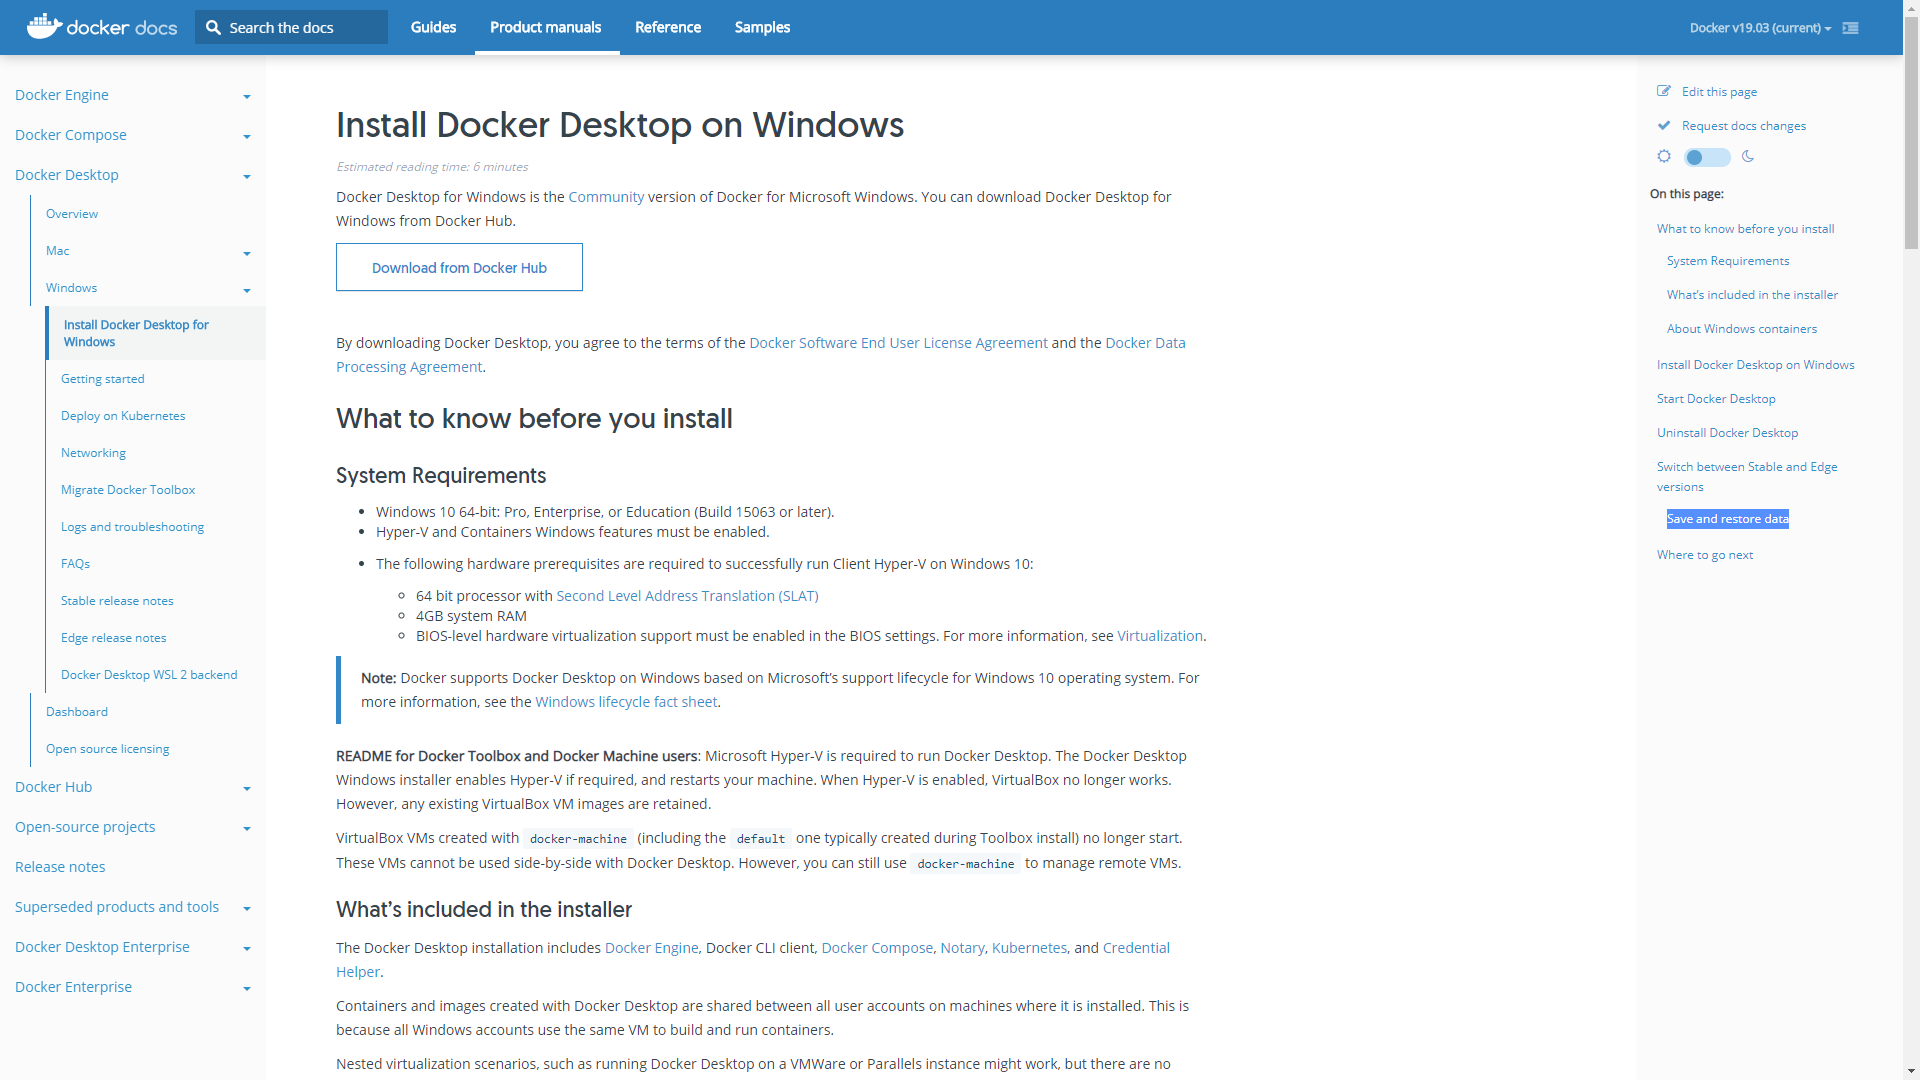 docker docs
Search the docs
Guides
Product manuals
Reference
Samples
Docker v19.03 (current)
Docker Engine
Docker Compose
Docker Desktop
Overview
Mac
Windows
Install Docker Desktop for
Windows
Getting started
Deploy on Kubernetes
Networking
Migrate Docker Toolbox
Logs and troubleshooting
FAQs
Stable release notes
Edge release notes
Docker Desktop WSL 2 backend
Dashboard
Open source licensing
Docker Hub
Open-source projects
Release notes
Superseded products and tools
Docker Desktop Enterprise
Docker Enterprise
Install Docker Desktop on Windows
Estimated reading time: 6 minutes
Docker Desktop for Windows is the Community version of Docker for Microsoft Windows. You can download Docker Desktop for
Windows from Docker Hub.
Download from Docker Hub
By downloading Docker Desktop, you agree to the terms of the Docker Software End User License Agreement and the Docker Data
Processing Agreement.
What to know before you install
System Requirements
• Windows 10 64-bit: Pro, Enterprise, or Education (Build 15063 or later).
• Hyper-V and Containers Windows features must be enabled.
• The following hardware prerequisites are required to successfully run Client Hyper-V on Windows 10:
◦ 64 bit processor with Second Level Address Translation (SLAT)
◦ 4GB system RAM
◦ BIOS-level hardware virtualization support must be enabled in the BIOS settings. For more information, see Virtualization.
Note: Docker supports Docker Desktop on Windows based on Microsoft’s support lifecycle for Windows 10 operating system. For
more information, see the Windows lifecycle fact sheet.
README for Docker Toolbox and Docker Machine users: Microsoft Hyper-V is required to run Docker Desktop. The Docker Desktop
Windows installer enables Hyper-V if required, and restarts your machine. When Hyper-V is enabled, VirtualBox no longer works.
However, any existing VirtualBox VM images are retained.
VirtualBox VMs created with docker-machine (including the default one typically created during Toolbox install) no longer start.
These VMs cannot be used side-by-side with Docker Desktop. However, you can still use docker-machine to manage remote VMs.
What’s included in the installer
The Docker Desktop installation includes Docker Engine, Docker CLI client, Docker Compose, Notary, Kubernetes, and Credential
Helper.
Containers and images created with Docker Desktop are shared between all user accounts on machines where it is installed. This is
because all Windows accounts use the same VM to build and run containers.
Nested virtualization scenarios, such as running Docker Desktop on a VMWare or Parallels instance might work, but there are no
Edit this page
Request docs changes
On this page:
What to know before you install
System Requirements
What’s included in the installer
About Windows containers
Install Docker Desktop on Windows
Start Docker Desktop
Uninstall Docker Desktop
Switch between Stable and Edge
versions
Save and restore data
Where to go next